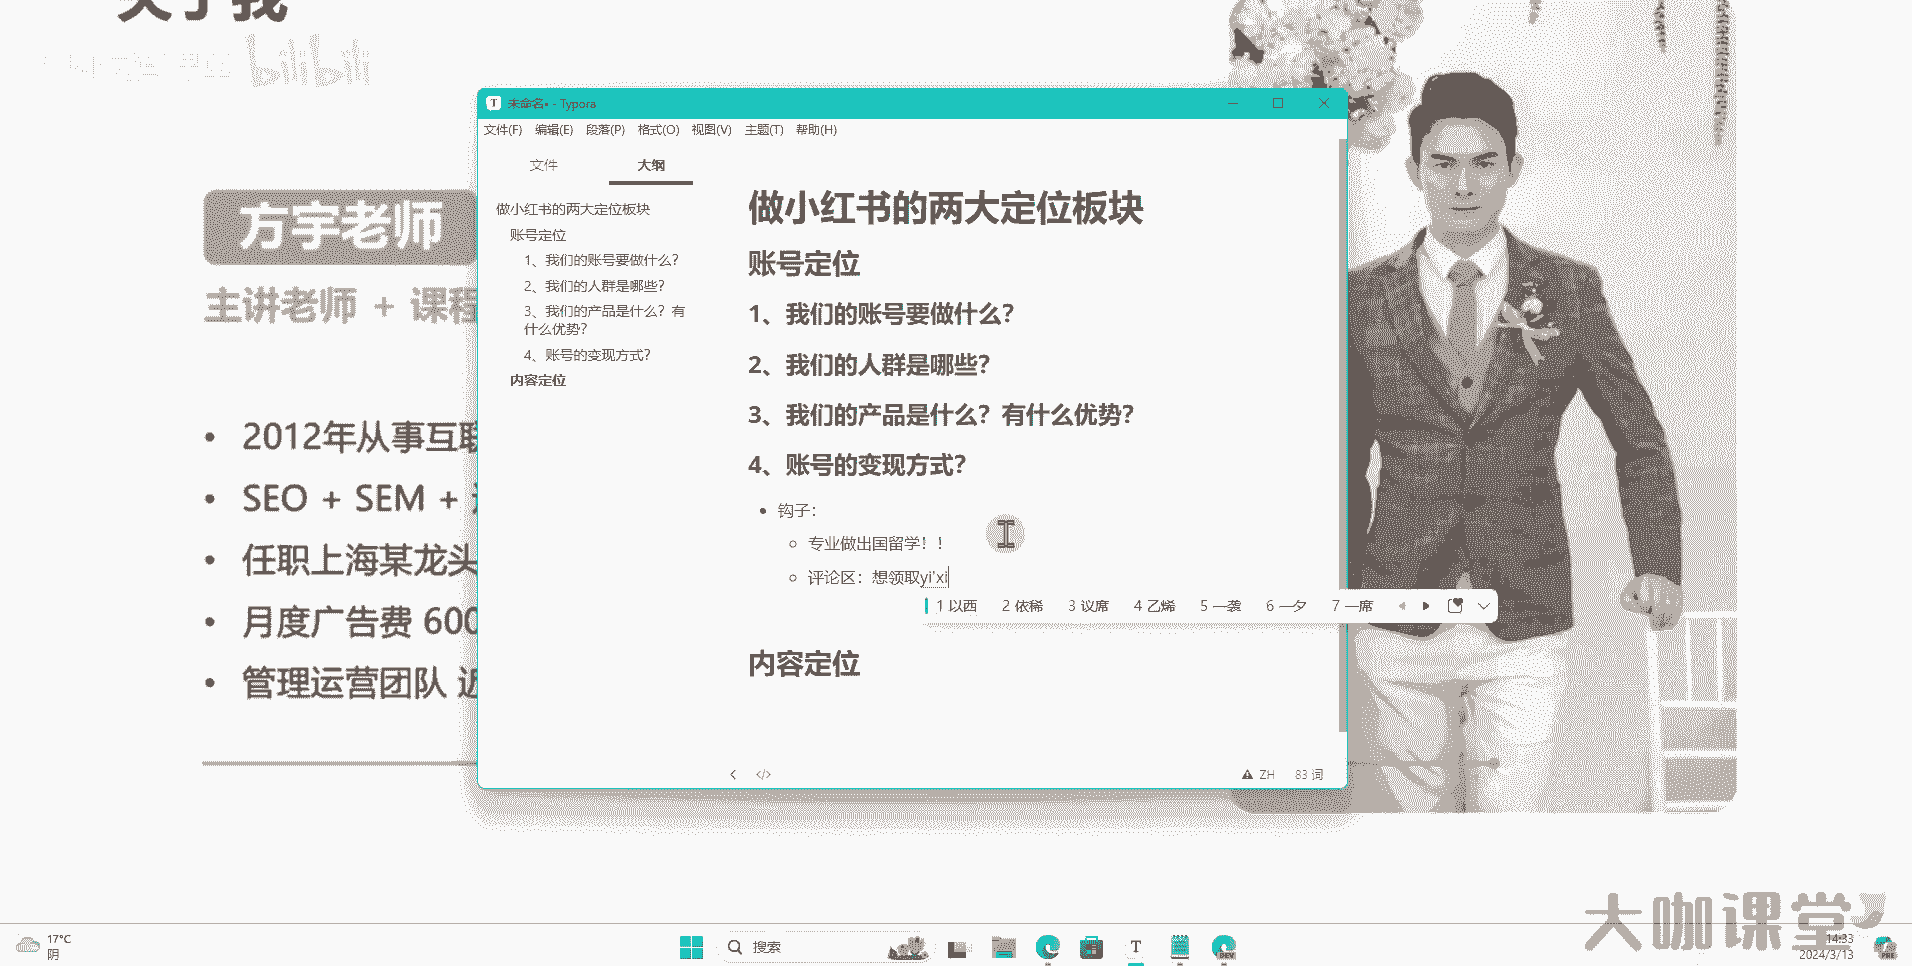 关于我
bilibili
未命名• - Typora
文件(F) 编辑(E) 段落(P) 格式(O) 视图(V) 主题(T) 帮助(H)
文件 大纲
做小红书的两大定位板块
账号定位
1、我们的账号要做什么？
2、我们的人群是哪些？
3、我们的产品是什么？有
什么优势？
4、账号的变现方式？
内容定位
做小红书的两大定位板块
账号定位
1、我们的账号要做什么？
2、我们的人群是哪些？
3、我们的产品是什么？有什么优势？
4、账号的变现方式？
钩子：
专业做出国留学！！
评论区：想领取yi'xi
1 以西 2 依稀 3 议席 4 乙烯 5 一袭 6 一夕 7 一席
内容定位
ZH 83 词
方宇老师
主讲老师 + 课程
• 2012年从事互联
• SEO + SEM +
• 任职上海某龙头
• 月度广告费 600
• 管理运营团队 近
大咖课堂
17°C
阴
搜索
14:33
2024/3/13